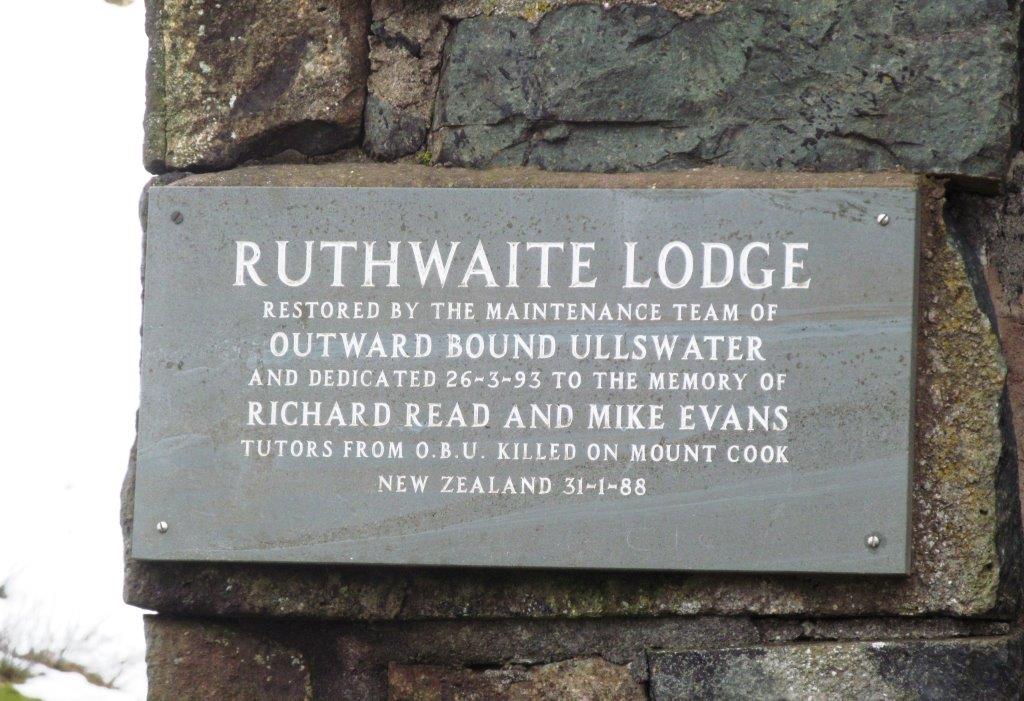 RUTHWAITE LODGE
RESTORED BY THE MAINTENANCE TEAM OF
OUTWARD BOUND ULLSWATER
AND DEDICATED 26-3-93 TO THE MEMORY OF
RICHARD READ AND MIKE EVANS
TUTORS FROM O.B.U. KILLED ON MOUNT COOK
NEW ZEALAND 31-1-88